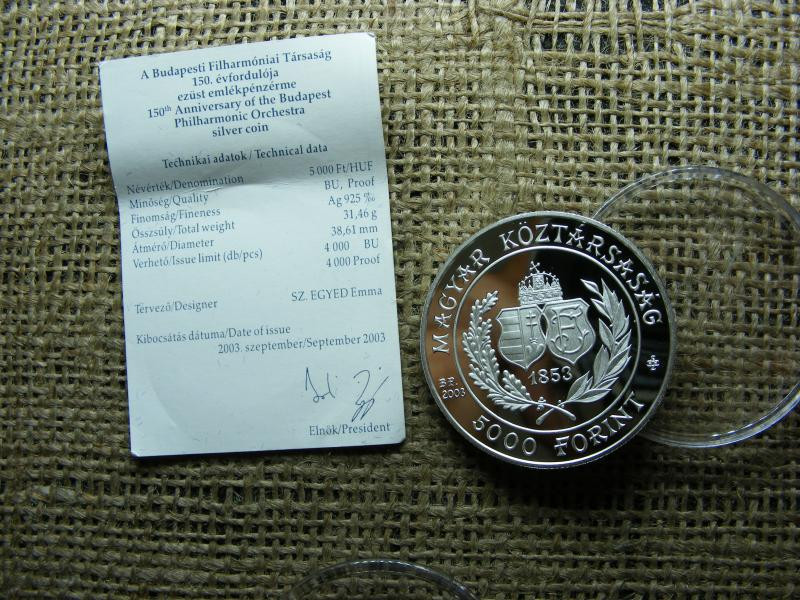 A Budapesti Filharmóniai Társaság
150. évfordulója
ezüst emlékpénzérme
150th Anniversary of the Budapest
Philharmonic Orchestra
silver coin
Technikai adatok / Technical data
Névérték/Denomination 5 000 Ft/HUF
Minőség/Quality BU, Proof
Finomság/Fineness Ag 925 ‰
Összsúly/Total weight 31,46 g
Átmérő/Diameter 38,61 mm
Verhető/Issue limit (db/pcs) 4 000 BU
4 000 Proof
Tervező/Designer SZ. EGYED Emma
Kibocsátás dátuma/Date of issue
2003. szeptember/September 2003
Elnök/President
MAGYAR KÖZTÁRSASÁG
1853
BP.
2003
5000 FORINT